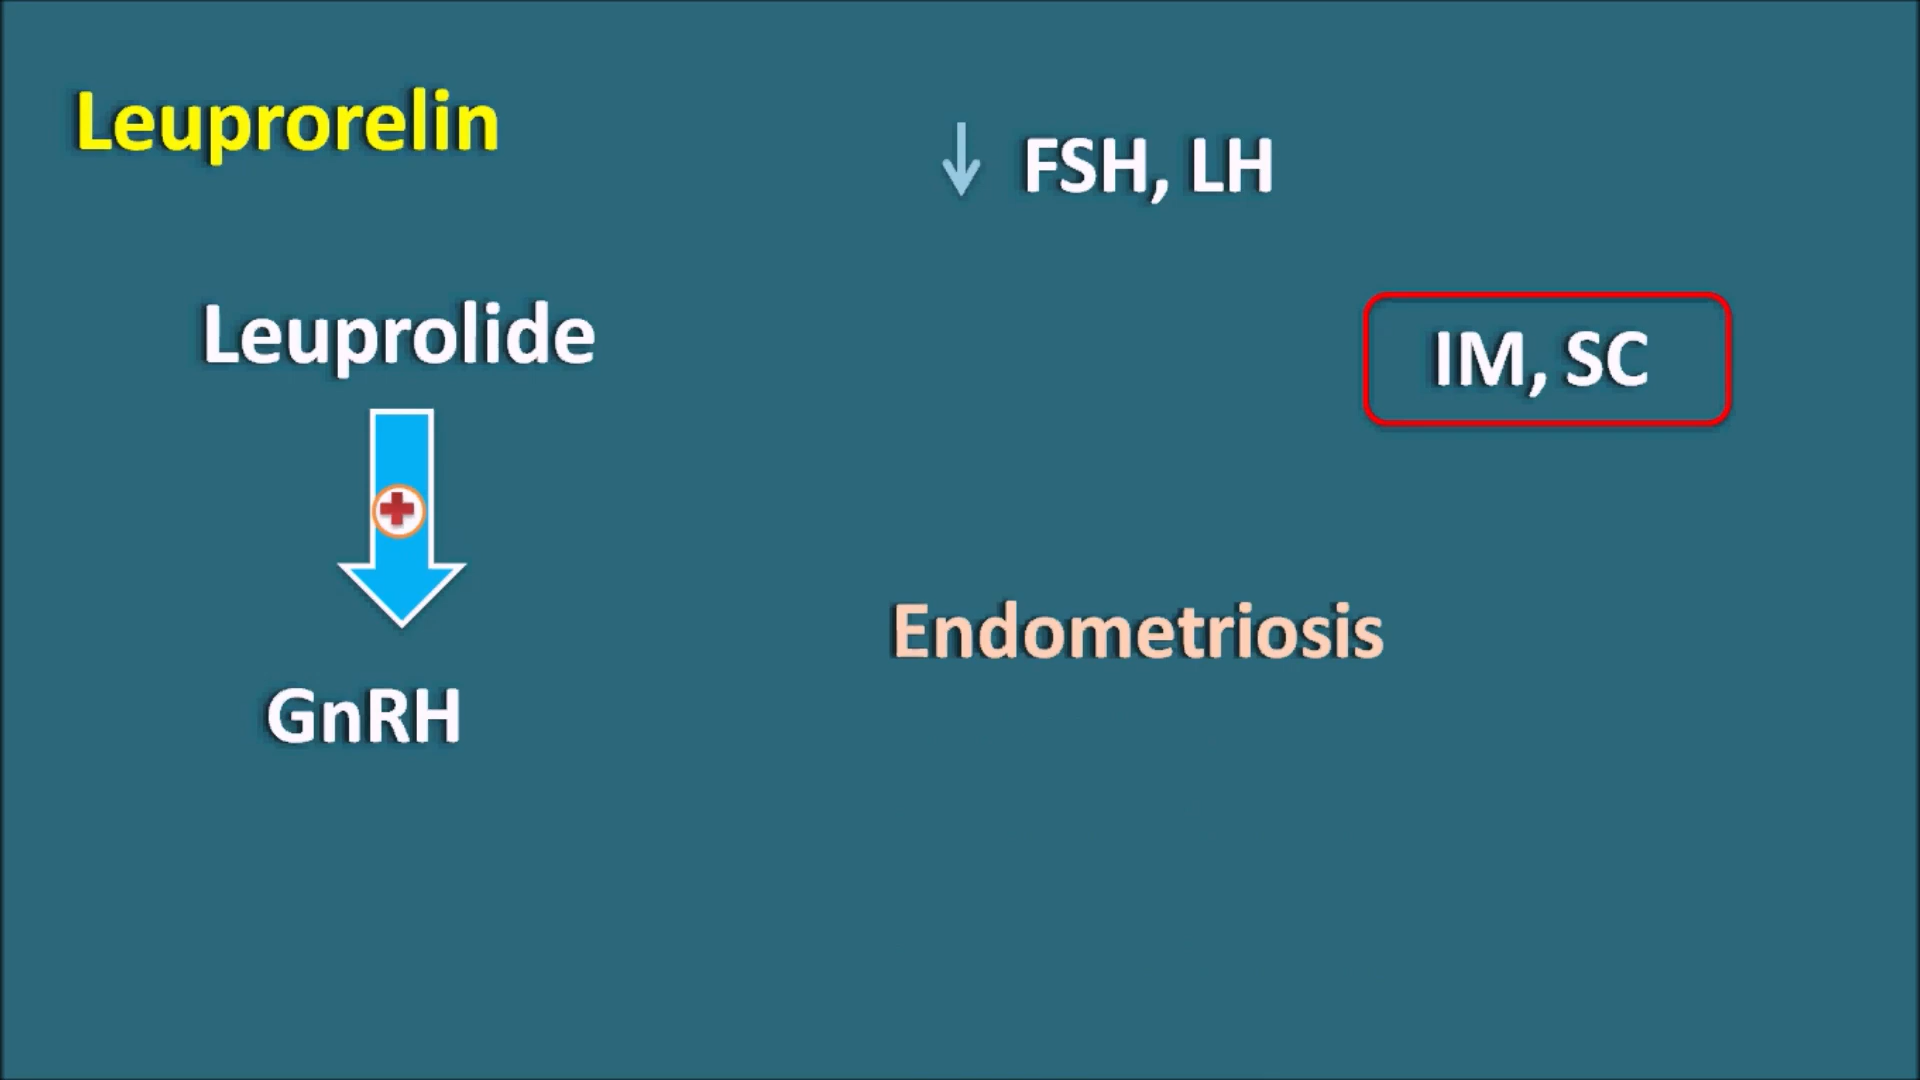 Leuprorelin
↓ FSH, LH
Leuprolide
IM, SC
Endometriosis
GnRH